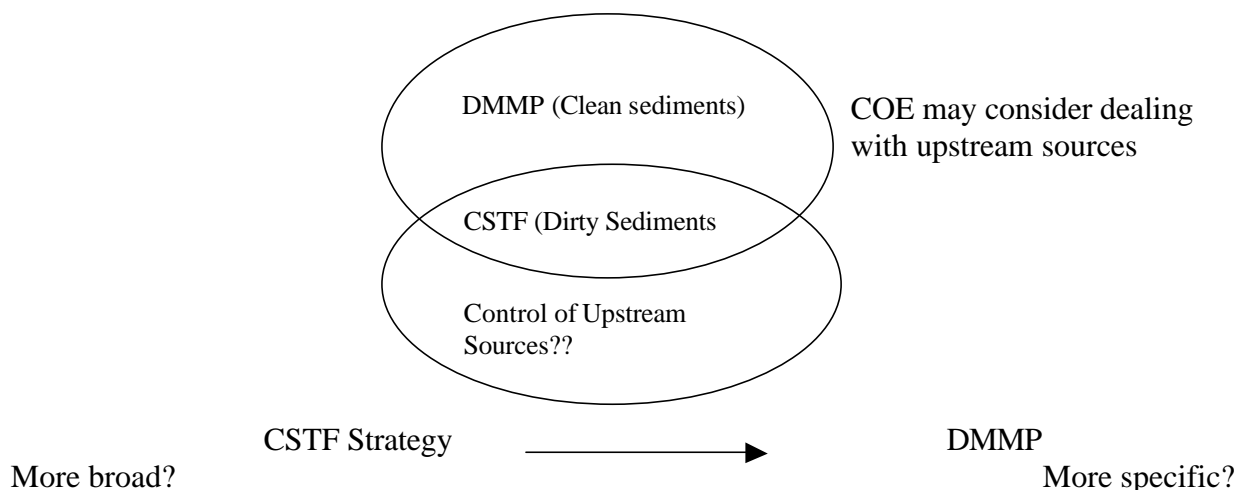 DMMP (Clean sediments)
COE may consider dealing
with upstream sources
CSTF (Dirty Sediments
Control of Upstream
Sources??
CSTF Strategy
DMMP
More broad?
More specific?